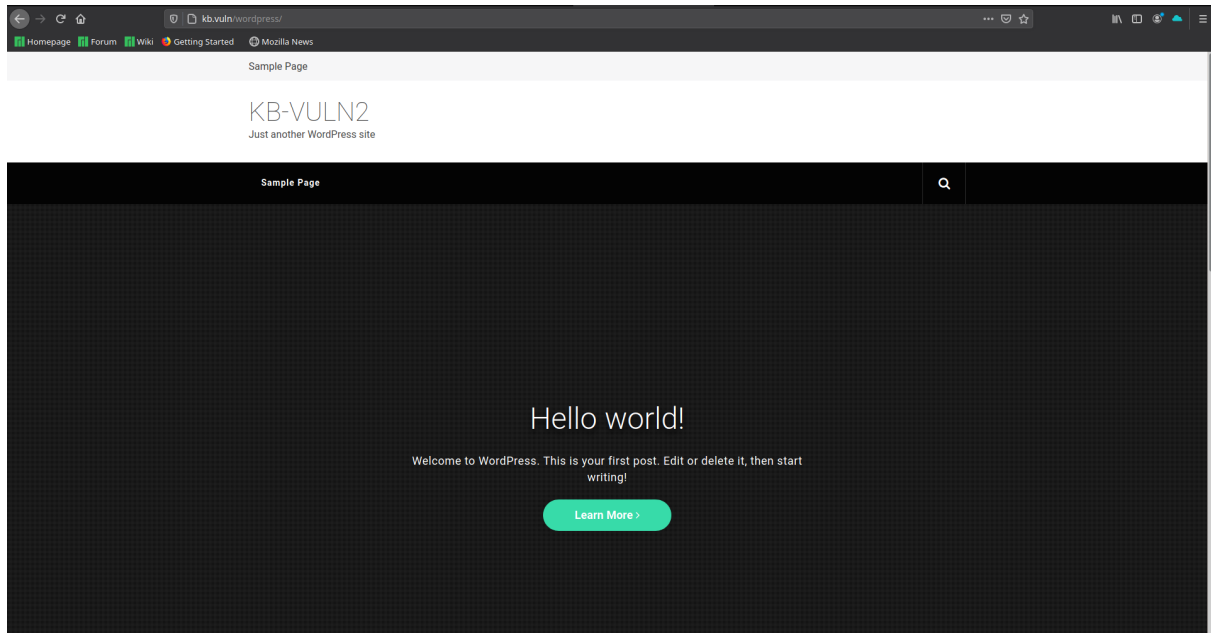 kb.vuln/wordpress/
Homepage Forum Wiki Getting Started Mozilla News
Sample Page
KB-VULN2
Just another WordPress site
Sample Page
Hello world!
Welcome to WordPress. This is your first post. Edit or delete it, then start
writing!
Learn More ›